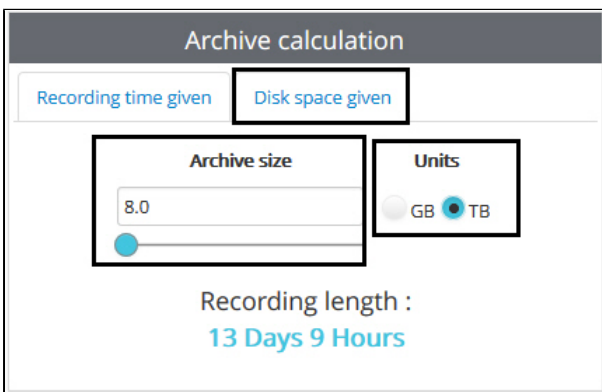 Archive calculation
Recording time given Disk space given
Archive size Units
8.0 GB TB
Recording length :
13 Days 9 Hours